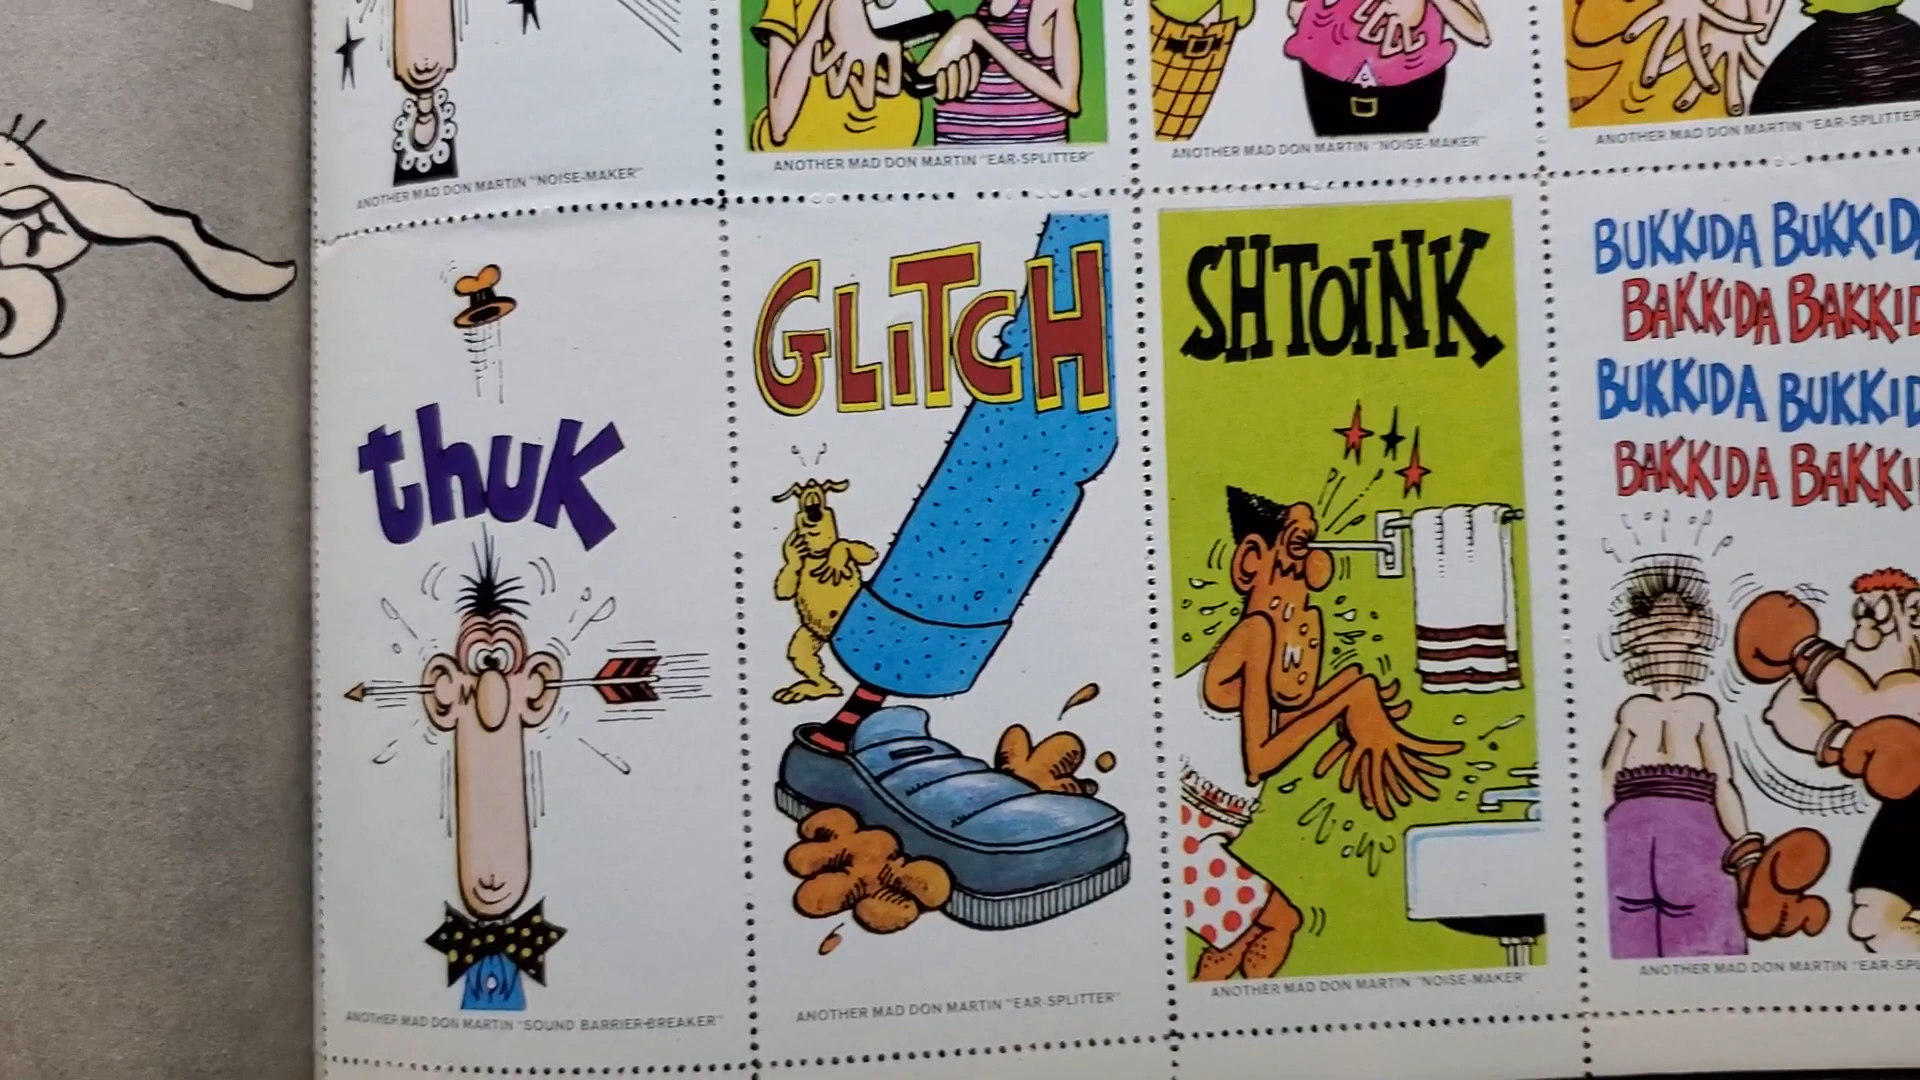 ANOTHER MAD DON MARTIN "NOISE-MAKER"
ANOTHER MAD DON MARTIN "EAR-SPLITTER"
ANOTHER MAD DON MARTIN "NOISE-MAKER"
ANOTHER MAD DON MARTIN "EAR-SPLITTER
thuK
ANOTHER MAD DON MARTIN "SOUND BARRIER-BREAKER"
GLiTCH
ANOTHER MAD DON MARTIN "EAR-SPLITTER"
SHTOiNK
ANOTHER MAD DON MARTIN "NOISE-MAKER"
BUKKIDA BUKKIDA
BAKKIDA BAKKID
BUKKIDA BUKKID
BAKKIDA BAKKI
ANOTHER MAD DON MARTIN "EAR-SPL